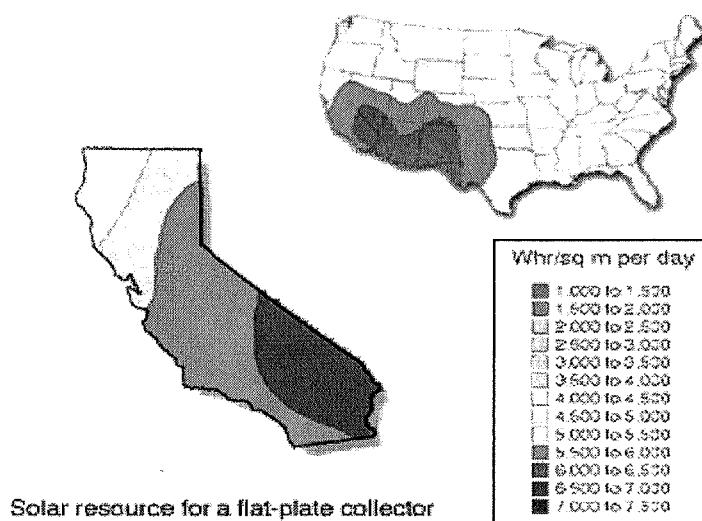 Whr/sq m per day
1.000 to 1.500
1.500 to 2.000
2.000 to 2.500
2.500 to 3.000
3.000 to 3.500
3.500 to 4.000
4.000 to 4.500
4.500 to 5.000
5.000 to 5.500
5.500 to 6.000
6.000 to 6.500
6.500 to 7.000
7.000 to 7.500
Solar resource for a flat-plate collector